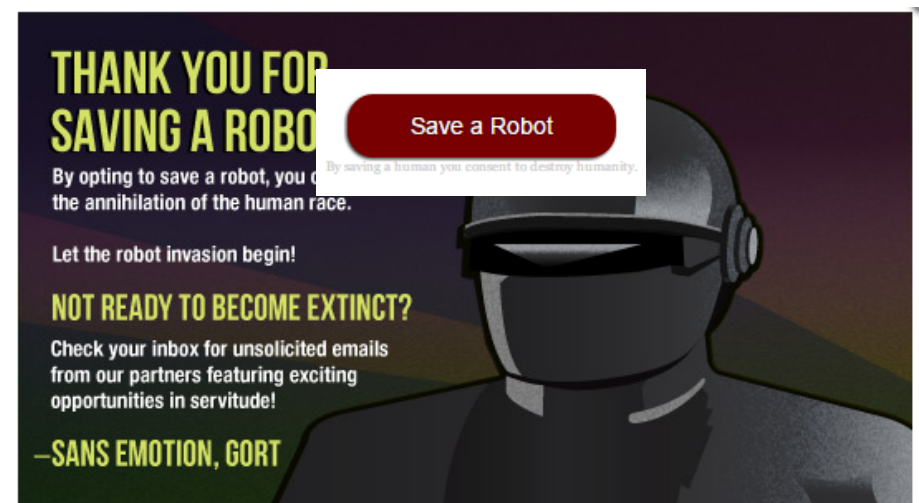 THANK YOU FOR
SAVING A ROBO
Save a Robot
By saving a human you consent to destroy humanity.
By opting to save a robot, you
the annihilation of the human race.
Let the robot invasion begin!
NOT READY TO BECOME EXTINCT?
Check your inbox for unsolicited emails
from our partners featuring exciting
opportunities in servitude!
–SANS EMOTION, GORT